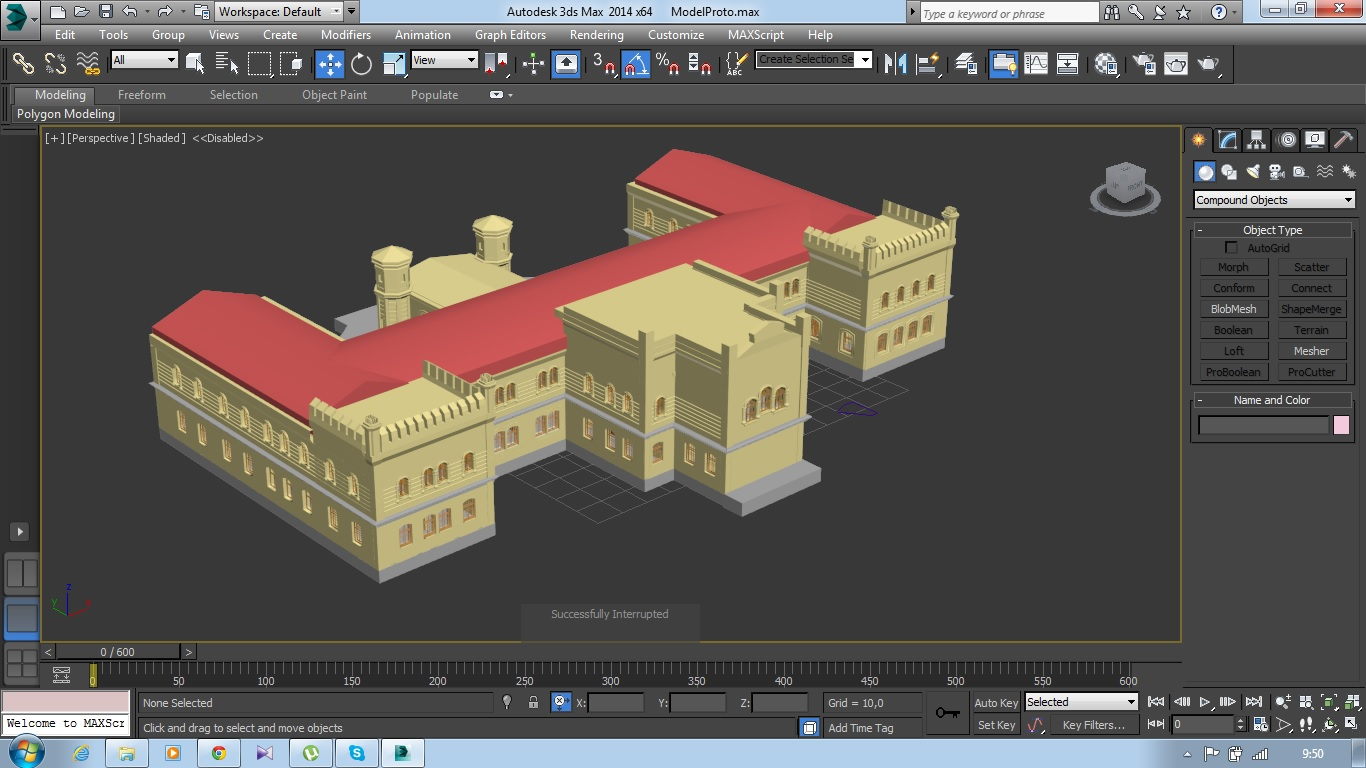 Workspace: Default
Autodesk 3ds Max 2014 x64 ModelProto.max
Type a keyword or phrase
Edit Tools Group Views Create Modifiers Animation Graph Editors Rendering Customize MAXScript Help
All
View
3
Create Selection Se
ABC
Modeling Freeform Selection Object Paint Populate
Polygon Modeling
[+] [Perspective] [Shaded] <<Disabled>>
Compound Objects
- Object Type
AutoGrid
Morph Scatter
Conform Connect
BlobMesh ShapeMerge
Boolean Terrain
Loft Mesher
ProBoolean ProCutter
- Name and Color
FRONT
z
y
x
Successfully Interrupted
< 0 / 600 >
0 50 100 150 200 250 300 350 400 450 500 550 600
None Selected X: Y: Z: Grid = 10,0 Auto Key Selected
Welcome to MAXScr Click and drag to select and move objects Add Time Tag Set Key Key Filters... 0
9:50